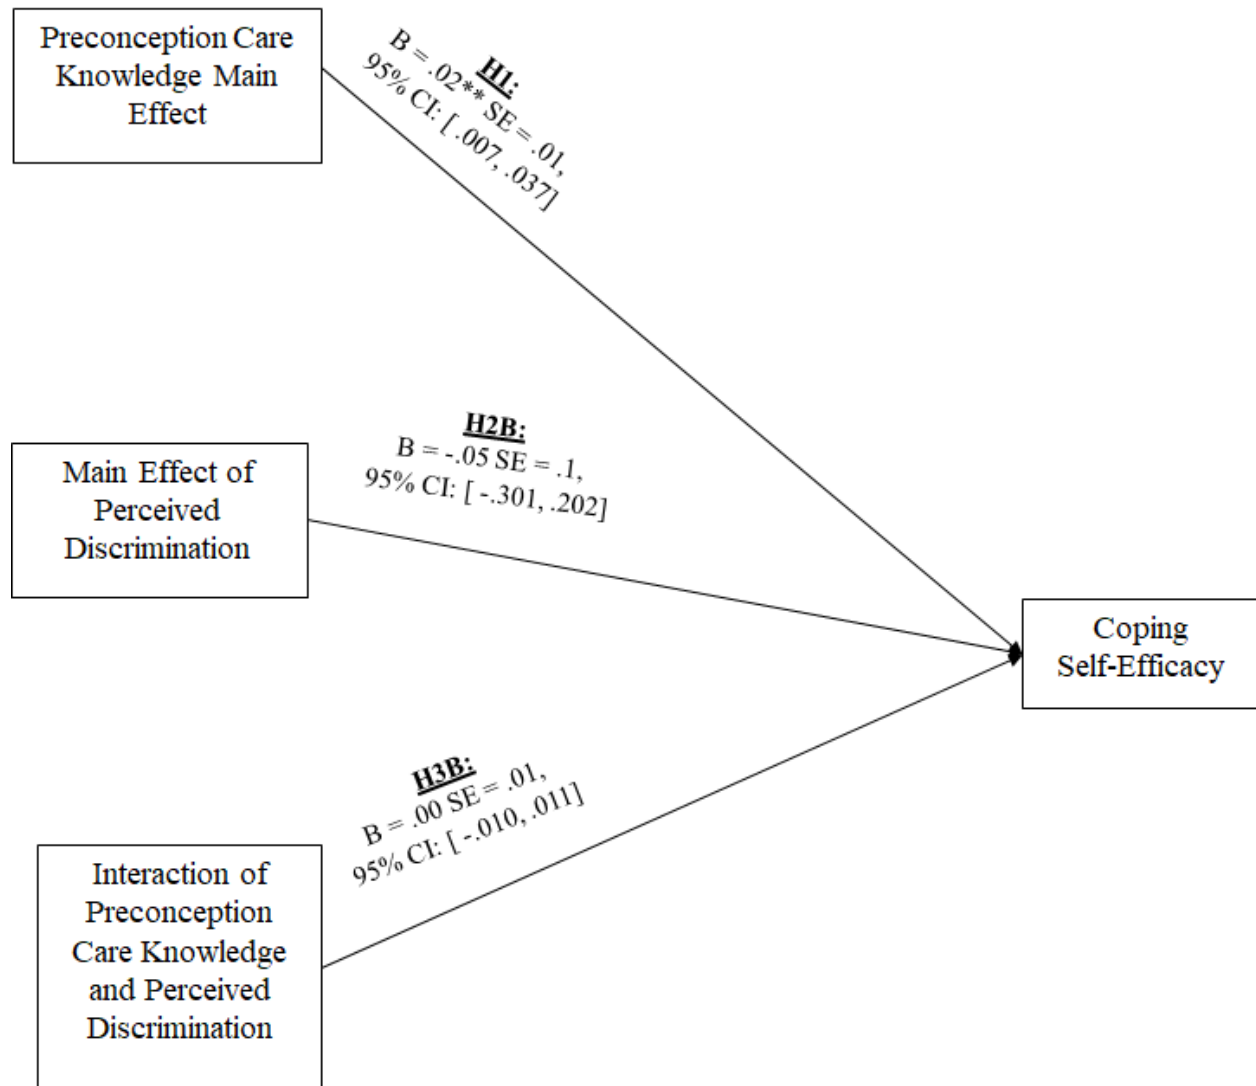 Preconception Care
Knowledge Main
Effect
H1:
B = .02** SE = .01,
95% CI: [ .007, .037]
H2B:
B = -.05 SE = .1,
95% CI: [ -.301, .202]
Main Effect of
Perceived
Discrimination
Coping
Self-Efficacy
H3B:
B = .00 SE = .01,
95% CI: [ -.010, .011]
Interaction of
Preconception
Care Knowledge
and Perceived
Discrimination